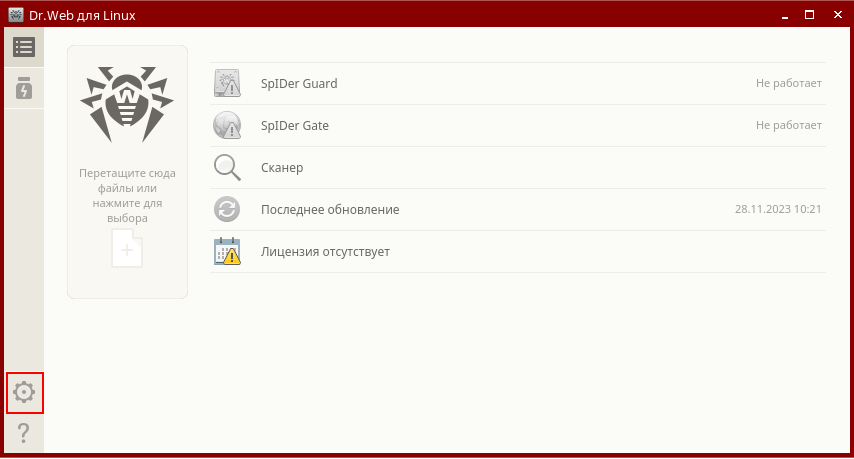 Dr.Web для Linux
Перетащите сюда
файлы или
нажмите для
выбора
SpIDer Guard Не работает
SpIDer Gate Не работает
Сканер
Последнее обновление 28.11.2023 10:21
Лицензия отсутствует